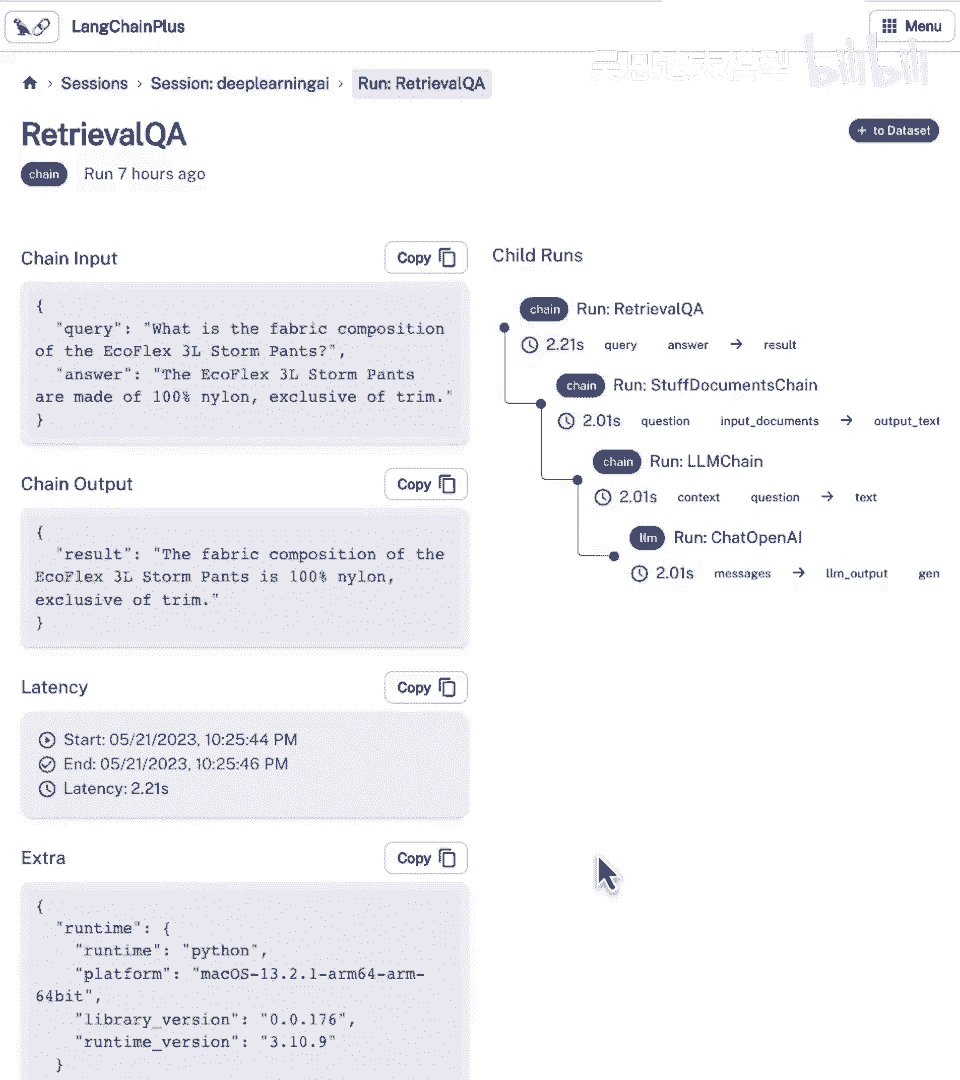 LangChainPlus
Menu
Sessions › Session: deeplearningai › Run: RetrievalQA
RetrievalQA
+ to Dataset
chain Run 7 hours ago
Chain Input
Copy
{
"query": "What is the fabric composition
of the EcoFlex 3L Storm Pants?",
"answer": "The EcoFlex 3L Storm Pants
are made of 100% nylon, exclusive of trim."
}
Chain Output
Copy
{
"result": "The fabric composition of the
EcoFlex 3L Storm Pants is 100% nylon,
exclusive of trim."
}
Latency
Copy
Start: 05/21/2023, 10:25:44 PM
End: 05/21/2023, 10:25:46 PM
Latency: 2.21s
Extra
Copy
{
"runtime": {
"runtime": "python",
"platform": "macOS-13.2.1-arm64-arm-
64bit",
"library_version": "0.0.176",
"runtime_version": "3.10.9"
}
Child Runs
chain Run: RetrievalQA
2.21s query answer → result
chain Run: StuffDocumentsChain
2.01s question input_documents → output_text
chain Run: LLMChain
2.01s context question → text
llm Run: ChatOpenAI
2.01s messages → llm_output gen
bilibili